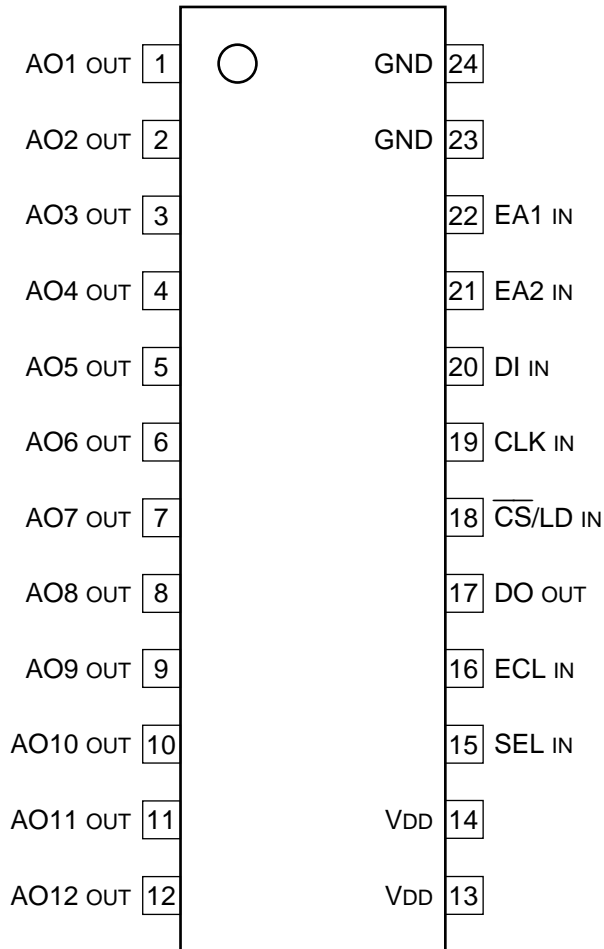 AO1 OUT 1 GND 24
AO2 OUT 2 GND 23
AO3 OUT 3 22 EA1 IN
AO4 OUT 4 21 EA2 IN
AO5 OUT 5 20 DI IN
AO6 OUT 6 19 CLK IN
AO7 OUT 7 18 C̅S̅/LD IN
AO8 OUT 8 17 DO OUT
AO9 OUT 9 16 ECL IN
AO10 OUT 10 15 SEL IN
AO11 OUT 11 VDD 14
AO12 OUT 12 VDD 13